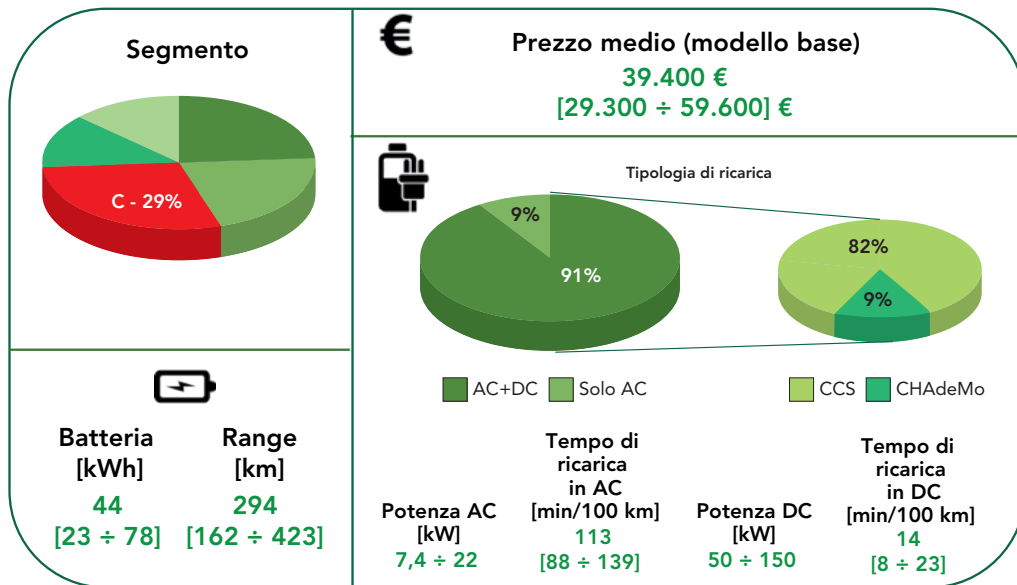 Segmento
C - 29%
€
Prezzo medio (modello base)
39.400 €
[29.300 ÷ 59.600] €
Tipologia di ricarica
9%
91%
82%
9%
AC+DC
Solo AC
CCS
CHAdeMo
Batteria
[kWh]
44
[23 ÷ 78]
Range
[km]
294
[162 ÷ 423]
Potenza AC
[kW]
7,4 ÷ 22
Tempo di
ricarica
in AC
[min/100 km]
113
[88 ÷ 139]
Potenza DC
[kW]
50 ÷ 150
Tempo di
ricarica
in DC
[min/100 km]
14
[8 ÷ 23]